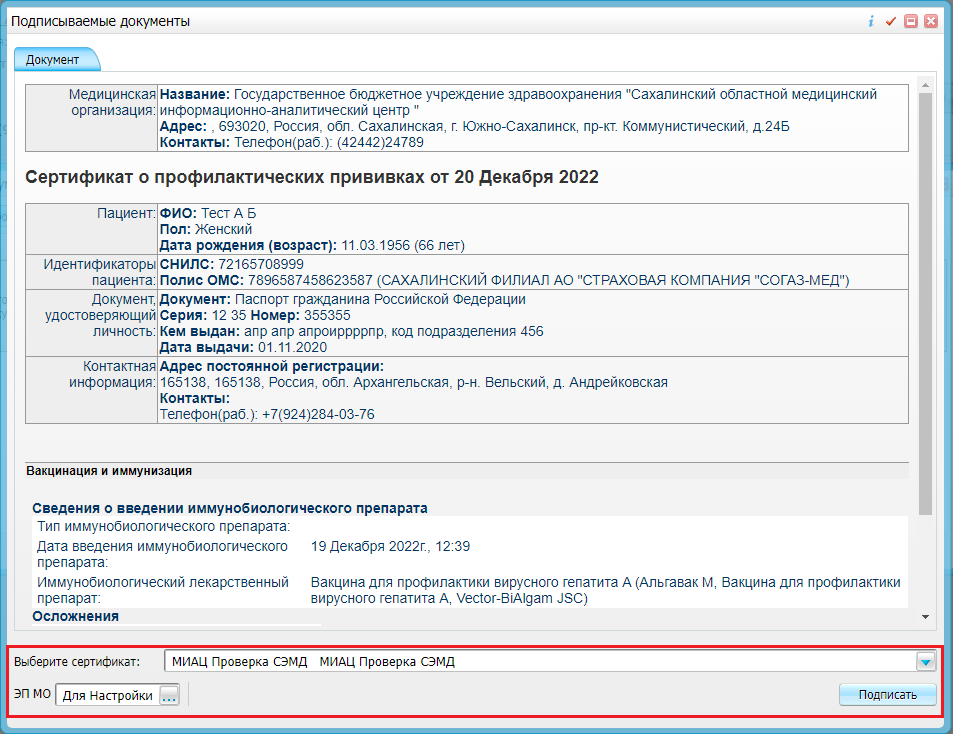 Подписываемые документы
Документ
Медицинская организация:
Название: Государственное бюджетное учреждение здравоохранения "Сахалинский областной медицинский
информационно-аналитический центр "
Адрес: , 693020, Россия, обл. Сахалинская, г. Южно-Сахалинск, пр-кт. Коммунистический, д.24Б
Контакты: Телефон(раб.): (42442)24789
Сертификат о профилактических прививках от 20 Декабря 2022
Пациент: ФИО: Тест А Б
Пол: Женский
Дата рождения (возраст): 11.03.1956 (66 лет)
Идентификаторы СНИЛС: 72165708999
пациента: Полис ОМС: 7896587458623587 (САХАЛИНСКИЙ ФИЛИАЛ АО "СТРАХОВАЯ КОМПАНИЯ "СОГАЗ-МЕД")
Документ, Документ: Паспорт гражданина Российской Федерации
удостоверяющий Серия: 12 35 Номер: 355355
личность: Кем выдан: апр апр апроиррррпр, код подразделения 456
Дата выдачи: 01.11.2020
Контактная Адрес постоянной регистрации:
информация: 165138, 165138, Россия, обл. Архангельская, р-н. Вельский, д. Андрейковская
Контакты:
Телефон(раб.): +7(924)284-03-76
Вакцинация и иммунизация
Сведения о введении иммунобиологического препарата
Тип иммунобиологического препарата:
Дата введения иммунобиологического 19 Декабря 2022г., 12:39
препарата:
Иммунобиологический лекарственный Вакцина для профилактики вирусного гепатита А (Альгавак М, Вакцина для профилактики
препарат: вирусного гепатита А, Vector-BiAlgam JSC)
Осложнения
Выберите сертификат: МИАЦ Проверка СЭМД МИАЦ Проверка СЭМД
ЭП МО Для Настройки ... Подписать